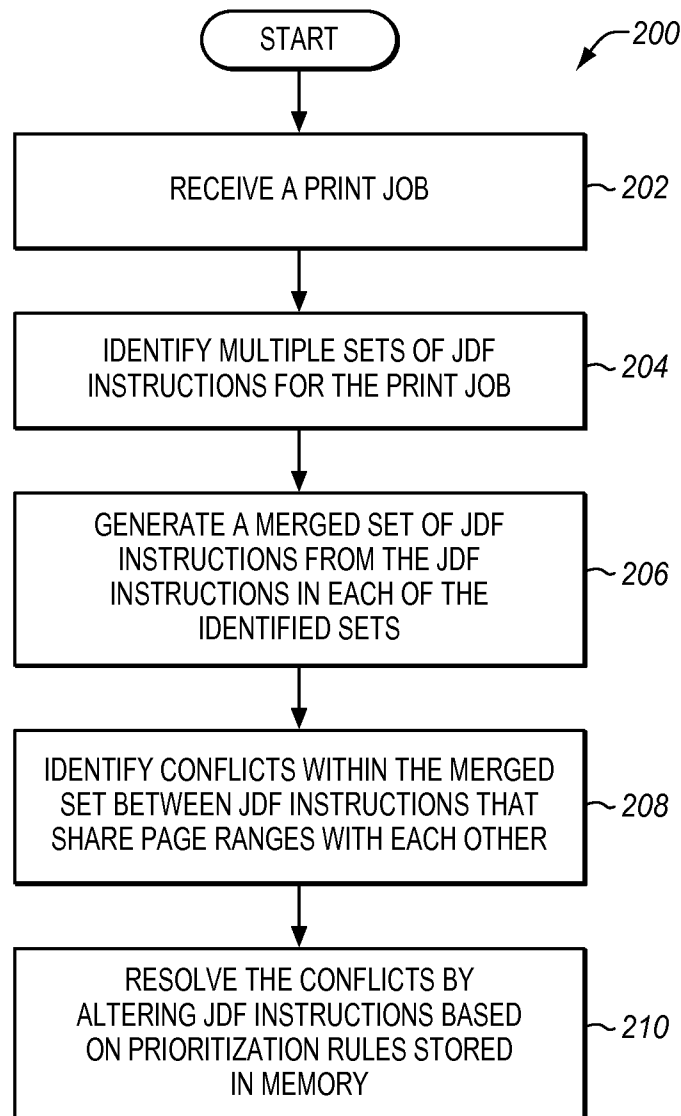 START
200
RECEIVE A PRINT JOB
202
IDENTIFY MULTIPLE SETS OF JDF
INSTRUCTIONS FOR THE PRINT JOB
204
GENERATE A MERGED SET OF JDF
INSTRUCTIONS FROM THE JDF
INSTRUCTIONS IN EACH OF THE
IDENTIFIED SETS
206
IDENTIFY CONFLICTS WITHIN THE MERGED
SET BETWEEN JDF INSTRUCTIONS THAT
SHARE PAGE RANGES WITH EACH OTHER
208
RESOLVE THE CONFLICTS BY
ALTERING JDF INSTRUCTIONS BASED
ON PRIORITIZATION RULES STORED
IN MEMORY
210